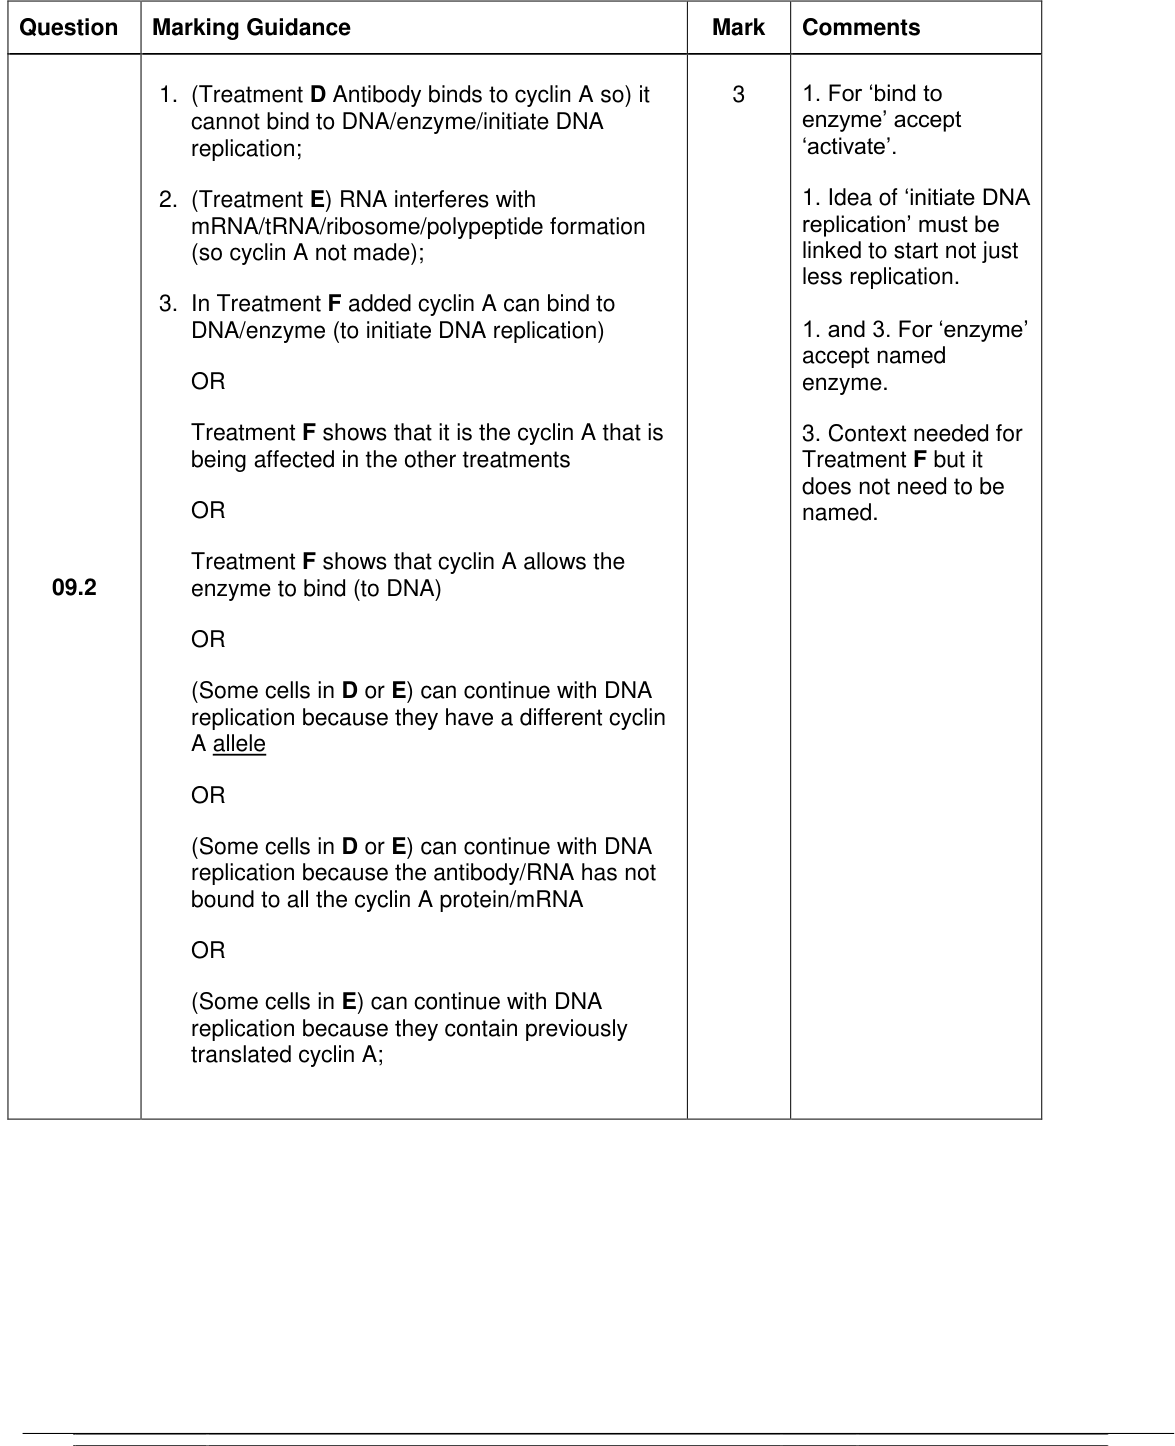 Question Marking Guidance Mark Comments
1. (Treatment D Antibody binds to cyclin A so) it
cannot bind to DNA/enzyme/initiate DNA
replication;
2. (Treatment E) RNA interferes with
mRNA/tRNA/ribosome/polypeptide formation
(so cyclin A not made);
3. In Treatment F added cyclin A can bind to
DNA/enzyme (to initiate DNA replication)
OR
Treatment F shows that it is the cyclin A that is
being affected in the other treatments
OR
Treatment F shows that cyclin A allows the
enzyme to bind (to DNA)
OR
(Some cells in D or E) can continue with DNA
replication because they have a different cyclin
A allele
OR
(Some cells in D or E) can continue with DNA
replication because the antibody/RNA has not
bound to all the cyclin A protein/mRNA
OR
(Some cells in E) can continue with DNA
replication because they contain previously
translated cyclin A;
09.2
3
1. For ‘bind to
enzyme’ accept
‘activate’.
1. Idea of ‘initiate DNA
replication’ must be
linked to start not just
less replication.
1. and 3. For ‘enzyme’
accept named
enzyme.
3. Context needed for
Treatment F but it
does not need to be
named.